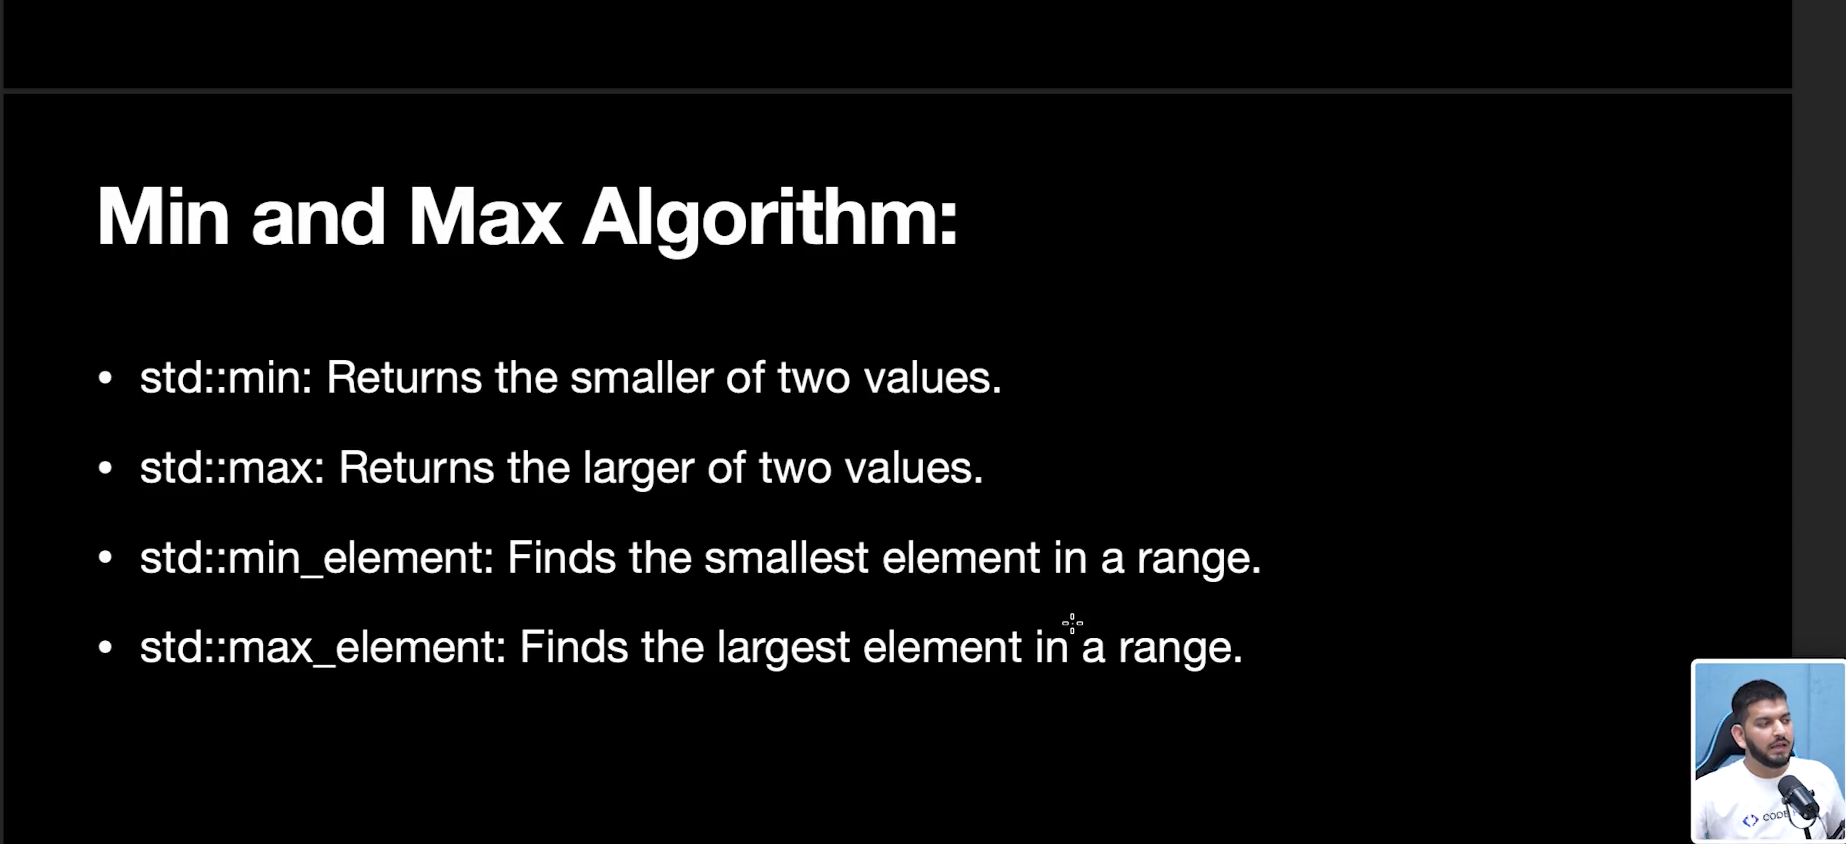 Min and Max Algorithm:
• std::min: Returns the smaller of two values.
• std::max: Returns the larger of two values.
• std::min_element: Finds the smallest element in a range.
• std::max_element: Finds the largest element in a range.
CODE